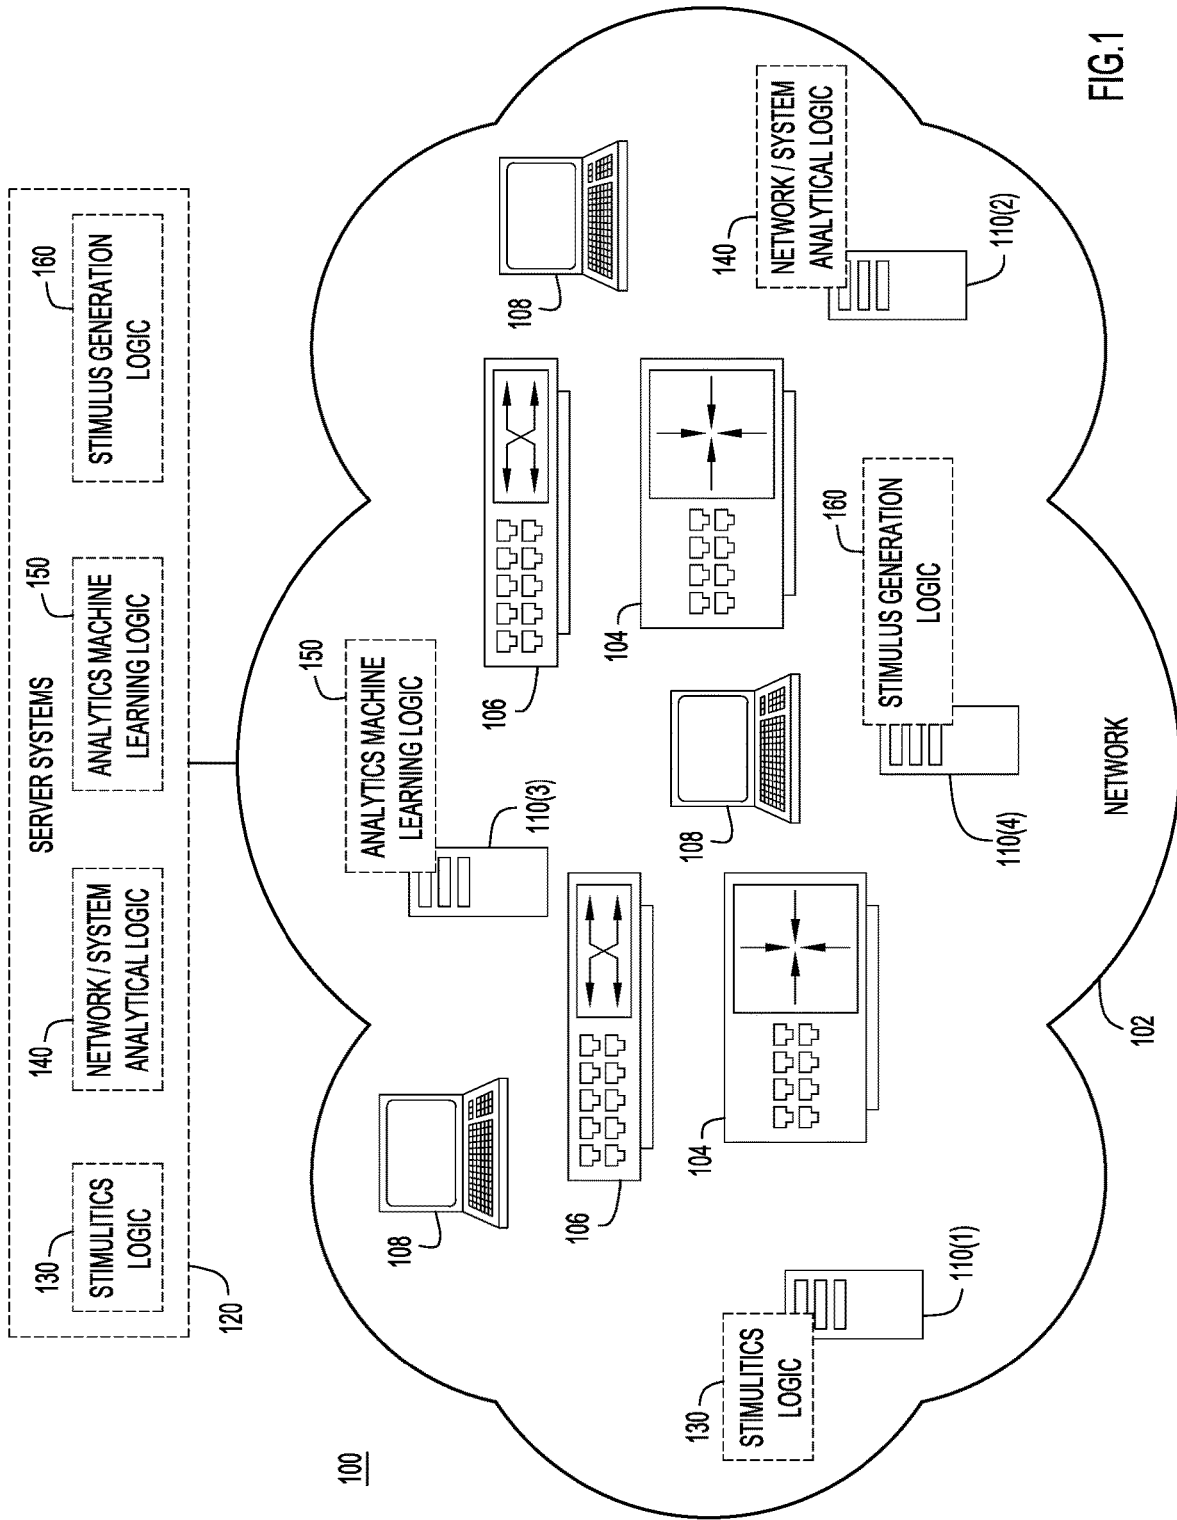 100
SERVER SYSTEMS
120
130
STIMULITICS
LOGIC
140
NETWORK / SYSTEM
ANALYTICAL LOGIC
150
ANALYTICS MACHINE
LEARNING LOGIC
160
STIMULUS GENERATION
LOGIC
108
110(3)
150
ANALYTICS MACHINE
LEARNING LOGIC
106
108
106
104
108
104
130
STIMULITICS
LOGIC
110(1)
140
NETWORK / SYSTEM
ANALYTICAL LOGIC
110(2)
160
STIMULUS GENERATION
LOGIC
110(4)
102
NETWORK
FIG.1